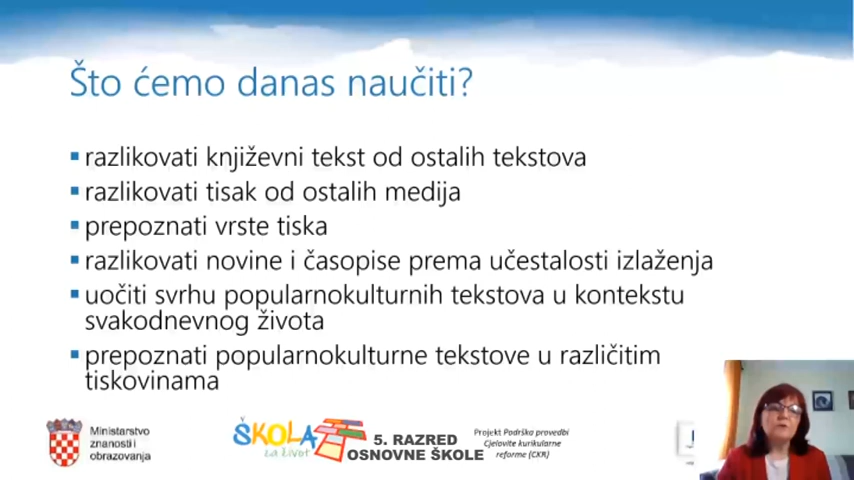 Što ćemo danas naučiti?
razlikovati književni tekst od ostalih tekstova
razlikovati tisak od ostalih medija
prepoznati vrste tiska
razlikovati novine i časopise prema učestalosti izlaženja
uočiti svrhu popularnokulturnih tekstova u kontekstu
svakodnevnog života
prepoznati popularnokulturne tekstove u različitim
tiskovinama
Ministarstvo
znanosti i
obrazovanja
ŠKOLA
za život
5. RAZRED
OSNOVNE ŠKOLE
Projekt Podrška provedbi
Cjelovite kurikularne
reforme (CKR)